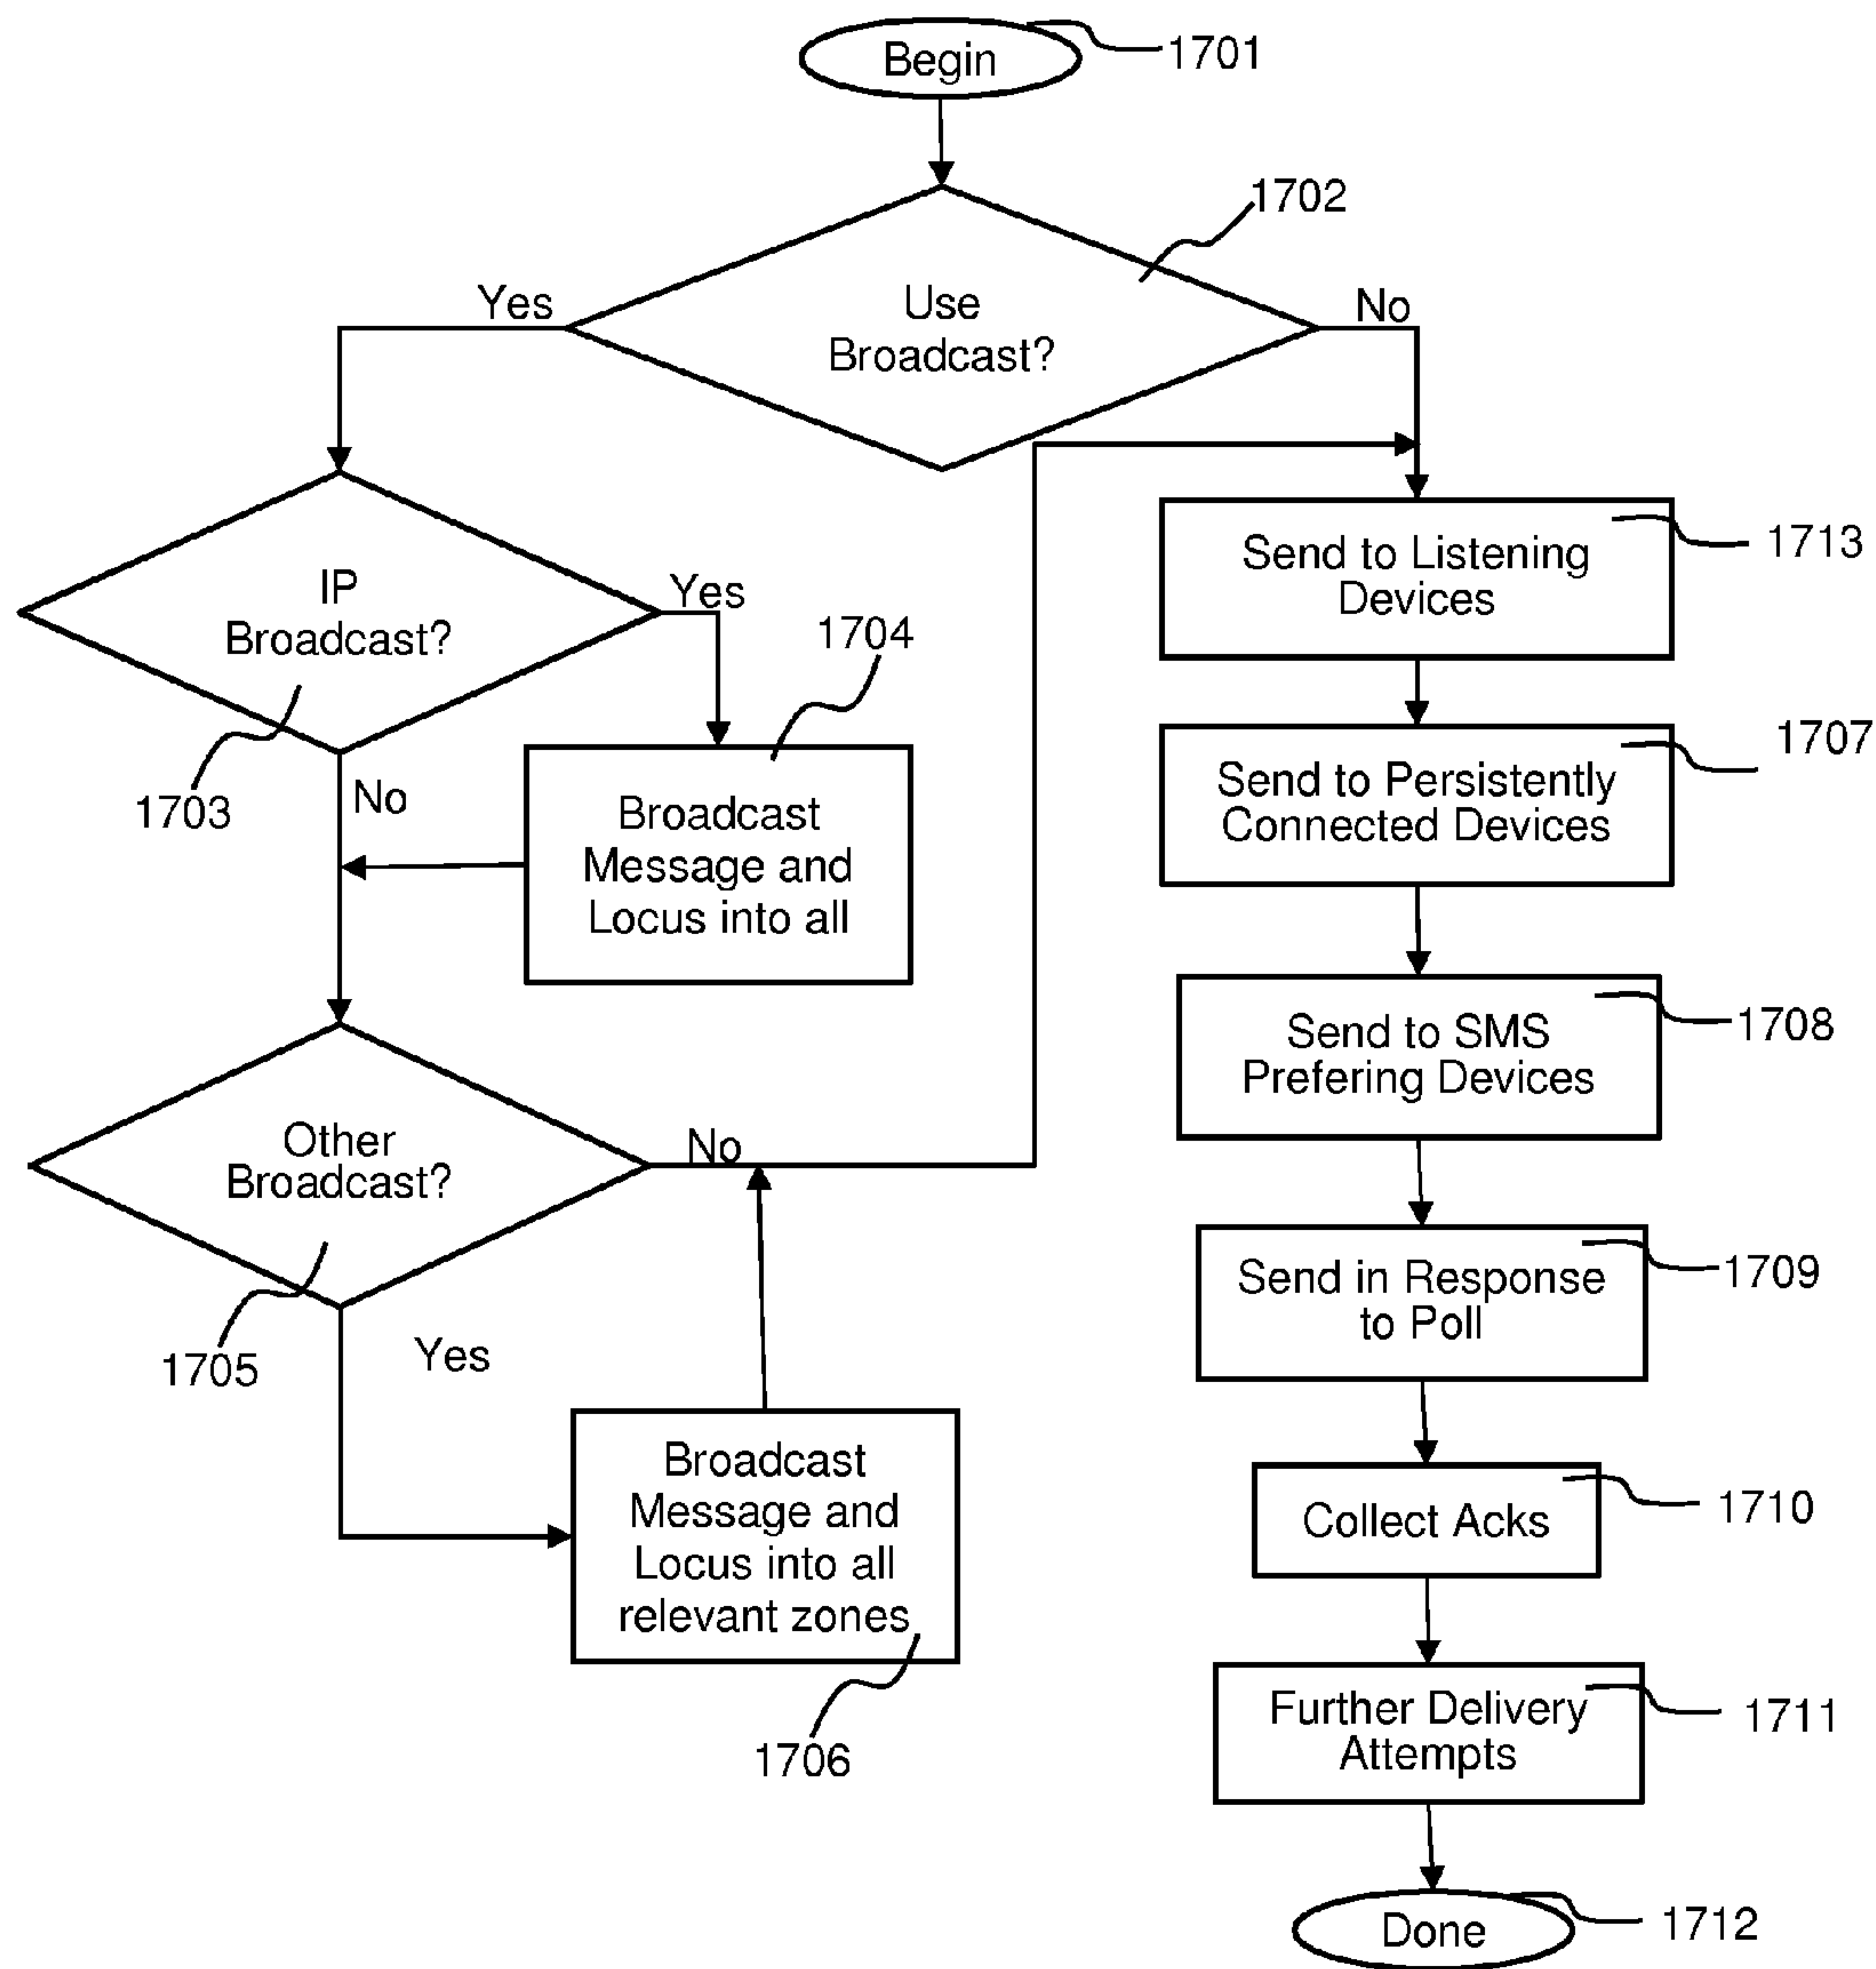 Begin
1701
1702
Use
Broadcast?
Yes
No
IP
Broadcast?
Yes
1703
No
1704
Broadcast
Message and
Locus into all
Other
Broadcast?
No
1705
Yes
Broadcast
Message and
Locus into all
relevant zones
1706
Send to Listening
Devices
1713
Send to Persistently
Connected Devices
1707
Send to SMS
Prefering Devices
1708
Send in Response
to Poll
1709
Collect Acks
1710
Further Delivery
Attempts
1711
Done
1712